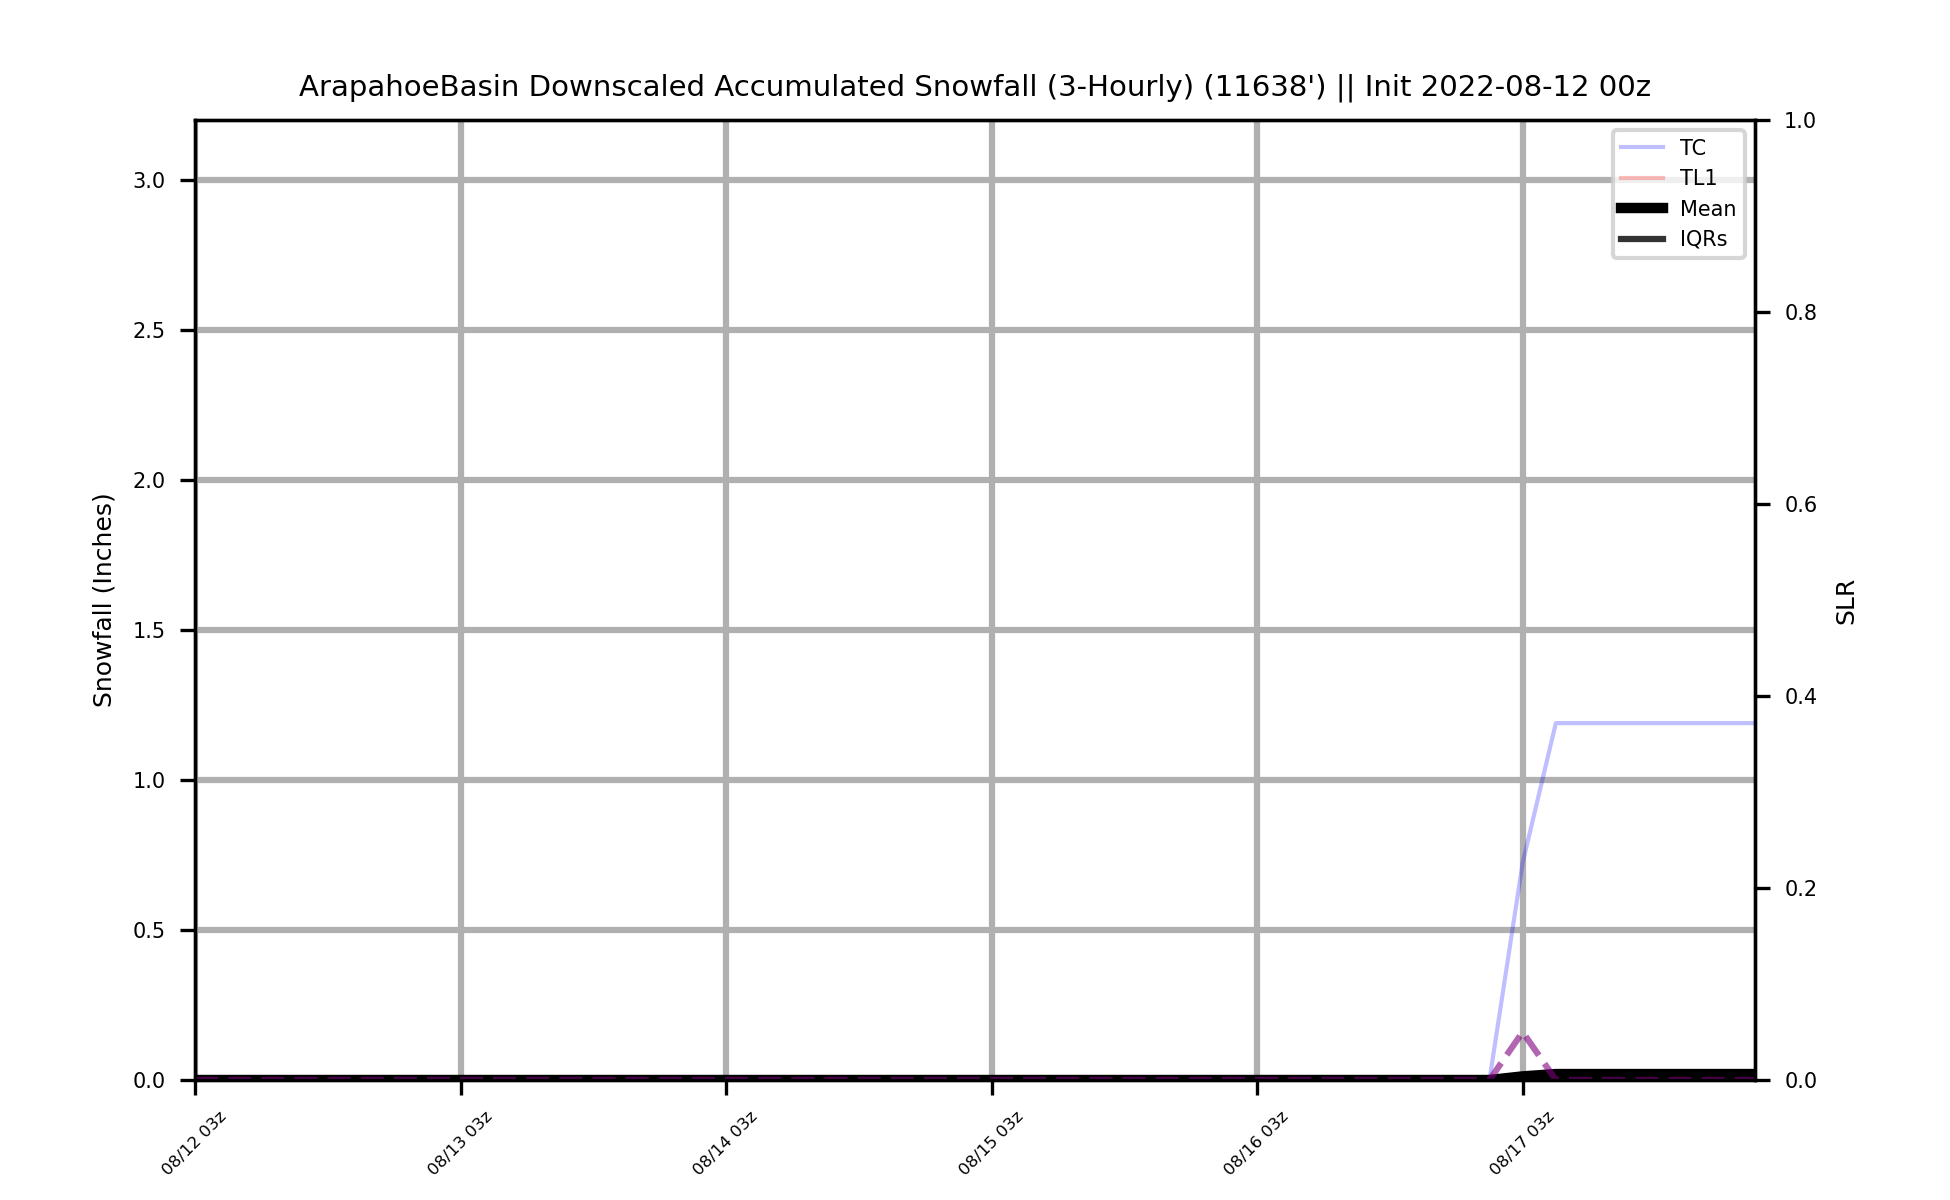 ArapahoeBasin Downscaled Accumulated Snowfall (3-Hourly) (11638') || Init 2022-08-12 00z
TC
TL1
Mean
IQRs
Snowfall (Inches)
3.0
2.5
2.0
1.5
1.0
0.5
0.0
1.0
0.8
0.6
0.4
0.2
0.0
SLR
08/12 03z
08/13 03z
08/14 03z
08/15 03z
08/16 03z
08/17 03z